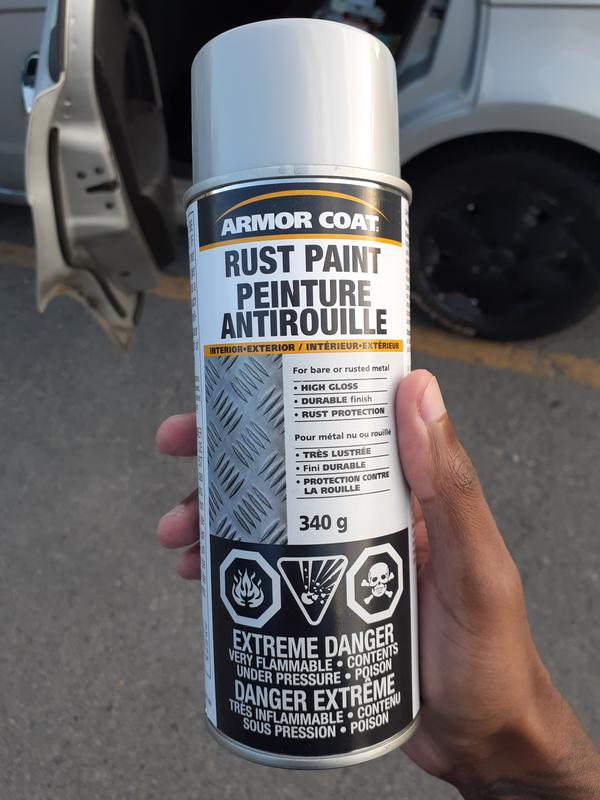 ARMOR COAT
RUST PAINT
PEINTURE
ANTIROUILLE
INTERIOR•EXTERIOR / INTÉRIEUR•EXTÉRIEUR
For bare or rusted metal
• HIGH GLOSS
• DURABLE finish
• RUST PROTECTION
Pour métal nu ou rouillé
• TRÈS LUSTRÉE
• Fini DURABLE
• PROTECTION CONTRE
LA ROUILLE
340 g
EXTREME DANGER
VERY FLAMMABLE • CONTENTS
UNDER PRESSURE • POISON
DANGER EXTRÊME
TRÈS INFLAMMABLE • CONTENU
SOUS PRESSION • POISON